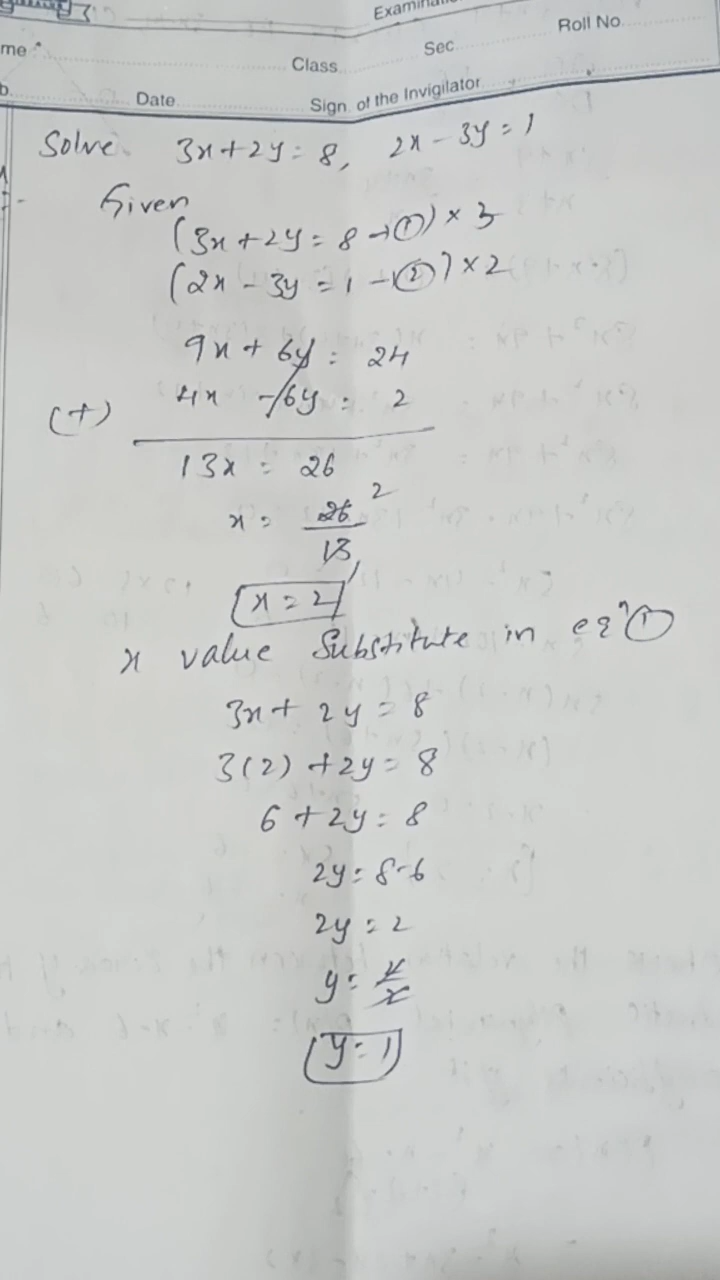 Roll No.
Sec.
me
Class
Date
Sign. of the Invigilator
Solve 3x+2y=8, 2x-3y=1
Given
(3x+2y=8→①)×3
(2x-3y=1-②)×2
9x+6y=24
(+) 4x-6y=2
13x=26
x=26/13 2
x=2
x value Substitute in eqn①
3x+2y=8
3(2)+2y=8
6+2y=8
2y=8-6
2y=2
y=2/2
y=1